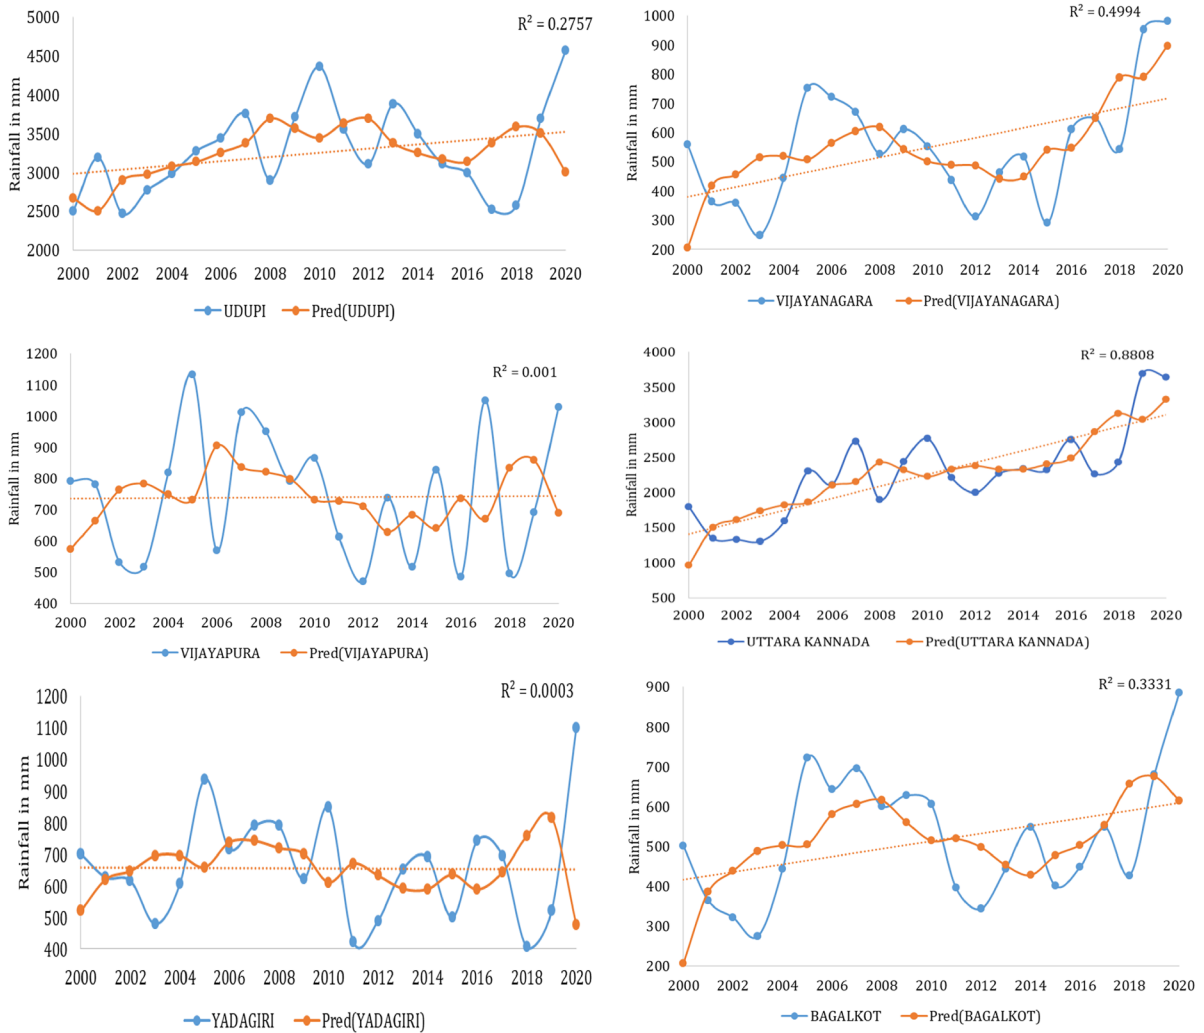 R² = 0.2757
5000
4500
4000
3500
3000
2500
2000
Rainfall in mm
2000 2002 2004 2006 2008 2010 2012 2014 2016 2018 2020
UDUPI Pred(UDUPI)
R² = 0.4994
1000
900
800
700
600
500
400
300
200
Rainfall in mm
2000 2002 2004 2006 2008 2010 2012 2014 2016 2018 2020
VIJAYANAGARA Pred(VIJAYANAGARA)
R² = 0.001
1200
1100
1000
900
800
700
600
500
400
Rainfall in mm
2000 2002 2004 2006 2008 2010 2012 2014 2016 2018 2020
VIJAYAPURA Pred(VIJAYAPURA)
R² = 0.8808
4000
3500
3000
2500
2000
1500
1000
500
Rainfall in mm
2000 2002 2004 2006 2008 2010 2012 2014 2016 2018 2020
UTTARA KANNADA Pred(UTTARA KANNADA)
R² = 0.0003
1200
1100
1000
900
800
700
600
500
400
Rainfall in mm
2000 2002 2004 2006 2008 2010 2012 2014 2016 2018 2020
YADAGIRI Pred(YADAGIRI)
R² = 0.3331
900
800
700
600
500
400
300
200
Rainfall in mm
2000 2002 2004 2006 2008 2010 2012 2014 2016 2018 2020
BAGALKOT Pred(BAGALKOT)